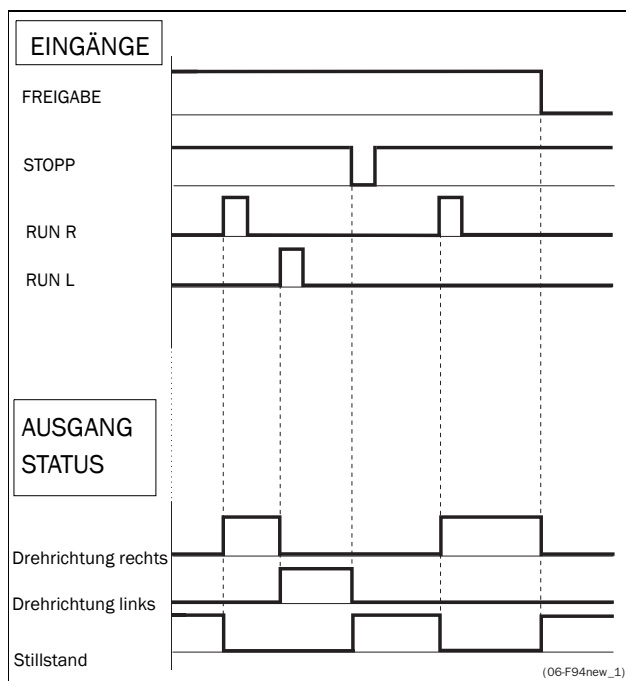 EINGÄNGE
FREIGABE
STOPP
RUN R
RUN L
AUSGANG
STATUS
Drehrichtung rechts
Drehrichtung links
Stillstand
(06-F94new_1)